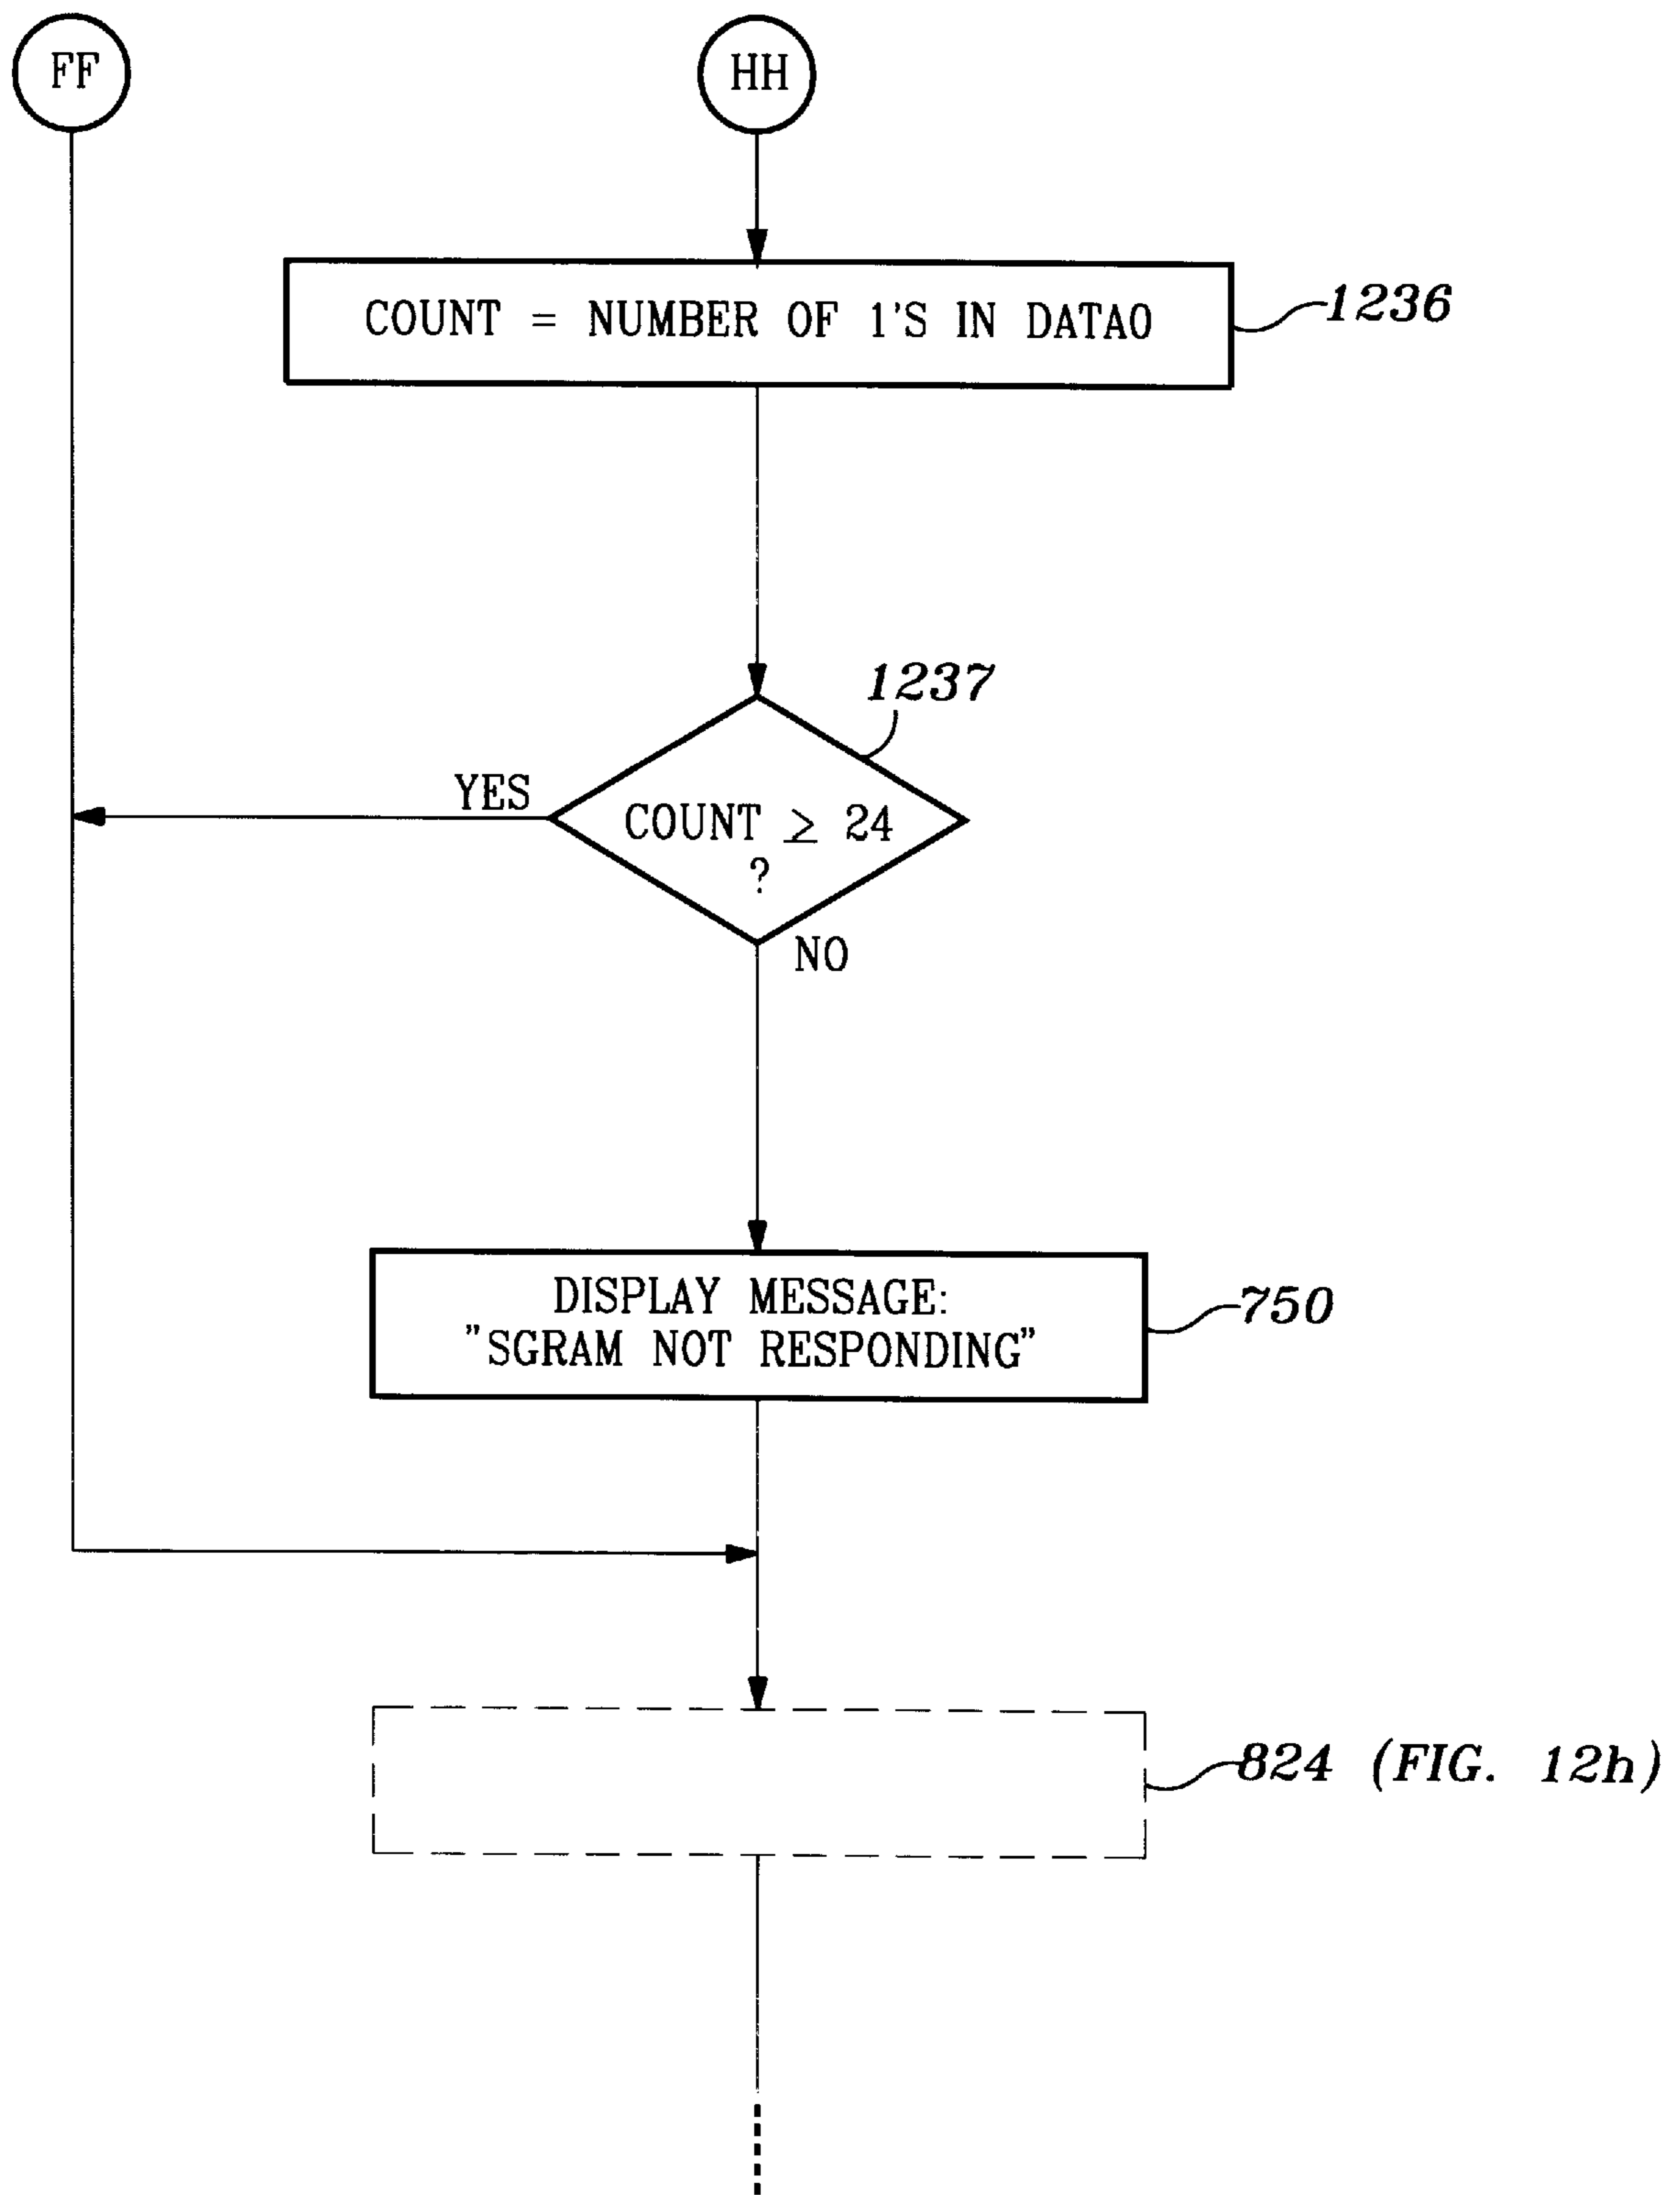 FF
HH
COUNT = NUMBER OF 1'S IN DATA0
1236
1237
YES
COUNT ≥ 24
?
NO
DISPLAY MESSAGE:
"SGRAM NOT RESPONDING"
750
824 (FIG. 12h)